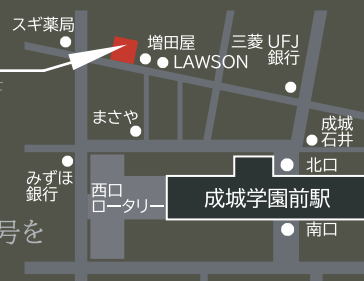 スギ薬局
増田屋
LAWSON
三菱 UFJ
銀行
まさや
成城
石井
みずほ
銀行
西口
ロータリー
北口
成城学園前駅
南口
号を